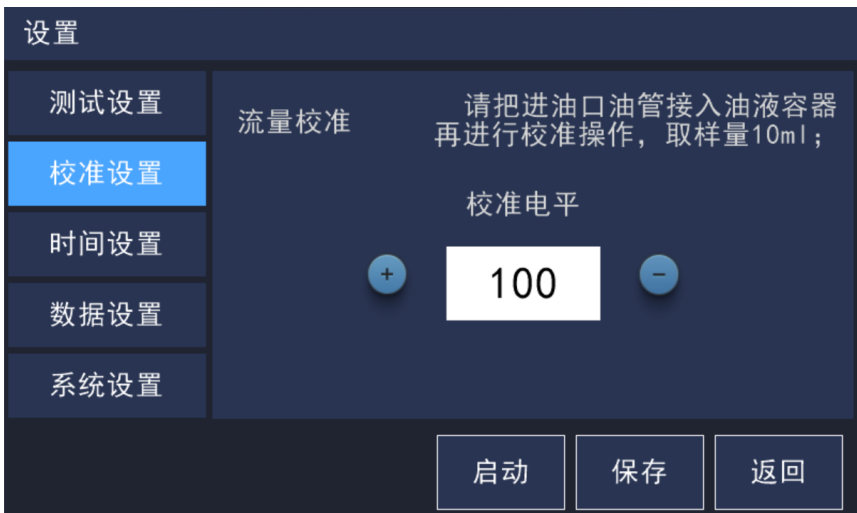 设置
测试设置
校准设置
时间设置
数据设置
系统设置
流量校准
请把进油口油管接入油液容器
再进行校准操作，取样量10ml；
校准电平
+
100
-
启动
保存
返回